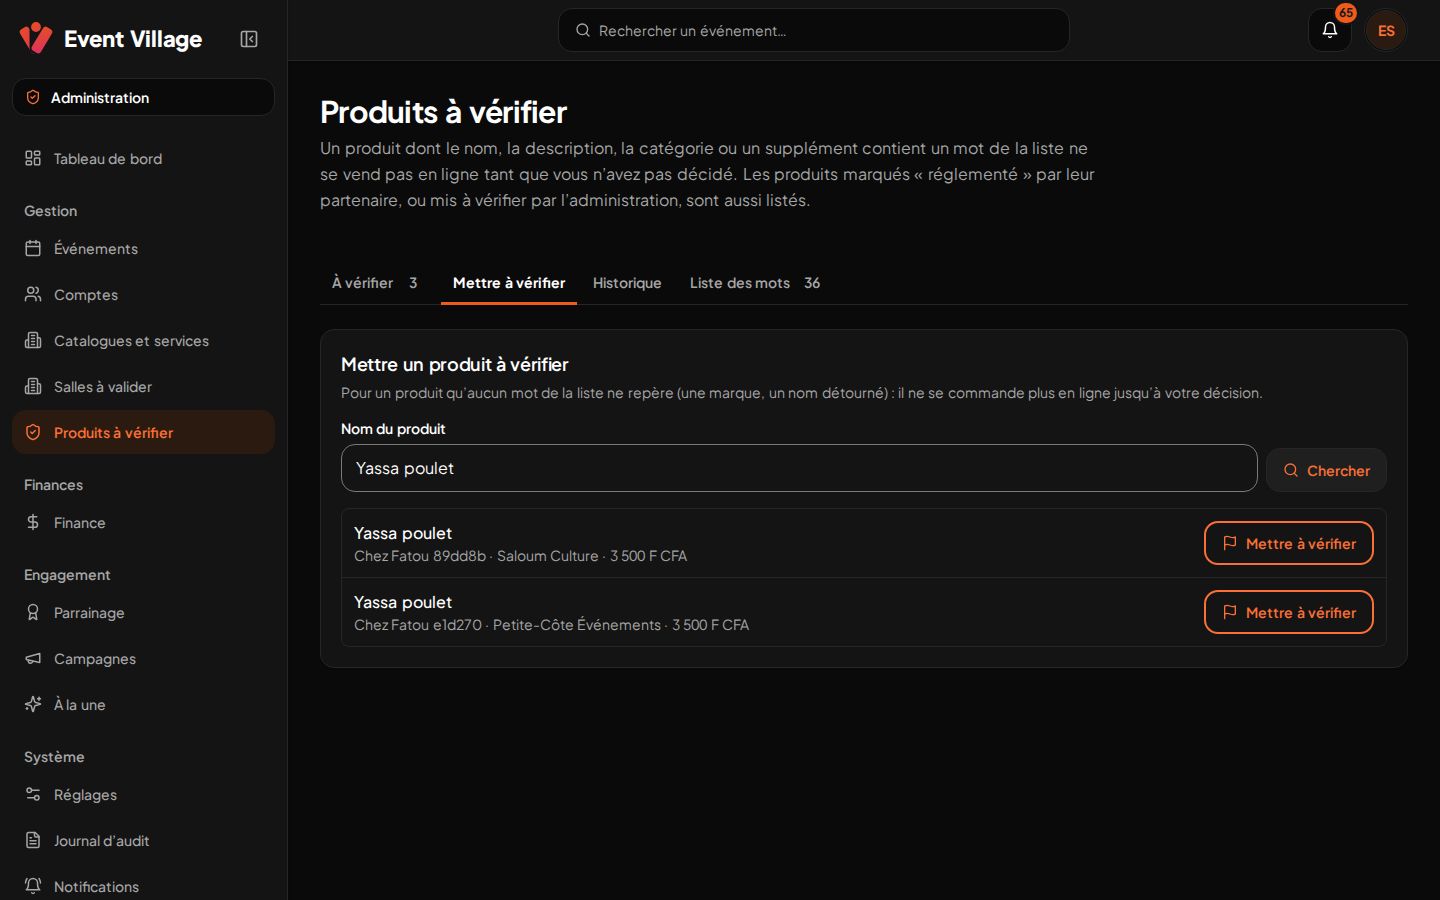 Event Village
Rechercher un événement…
65
ES
Administration
Tableau de bord
Gestion
Événements
Comptes
Catalogues et services
Salles à valider
Produits à vérifier
Finances
Finance
Engagement
Parrainage
Campagnes
À la une
Système
Réglages
Journal d’audit
Notifications
Produits à vérifier
Un produit dont le nom, la description, la catégorie ou un supplément contient un mot de la liste ne
se vend pas en ligne tant que vous n’avez pas décidé. Les produits marqués « réglementé » par leur
partenaire, ou mis à vérifier par l’administration, sont aussi listés.
À vérifier 3 Mettre à vérifier Historique Liste des mots 36
Mettre un produit à vérifier
Pour un produit qu’aucun mot de la liste ne repère (une marque, un nom détourné) : il ne se commande plus en ligne jusqu’à votre décision.
Nom du produit
Yassa poulet
Chercher
Yassa poulet
Chez Fatou 89dd8b · Saloum Culture · 3 500 F CFA
Mettre à vérifier
Yassa poulet
Chez Fatou e1d270 · Petite-Côte Événements · 3 500 F CFA
Mettre à vérifier